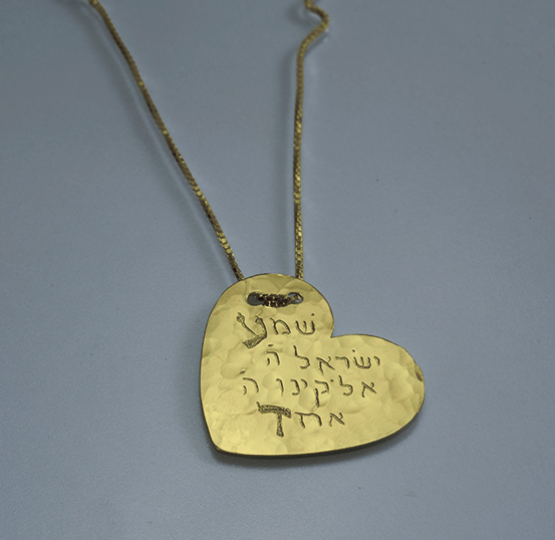 שמע
ישראל ה'
אלקינו ה'
אחד